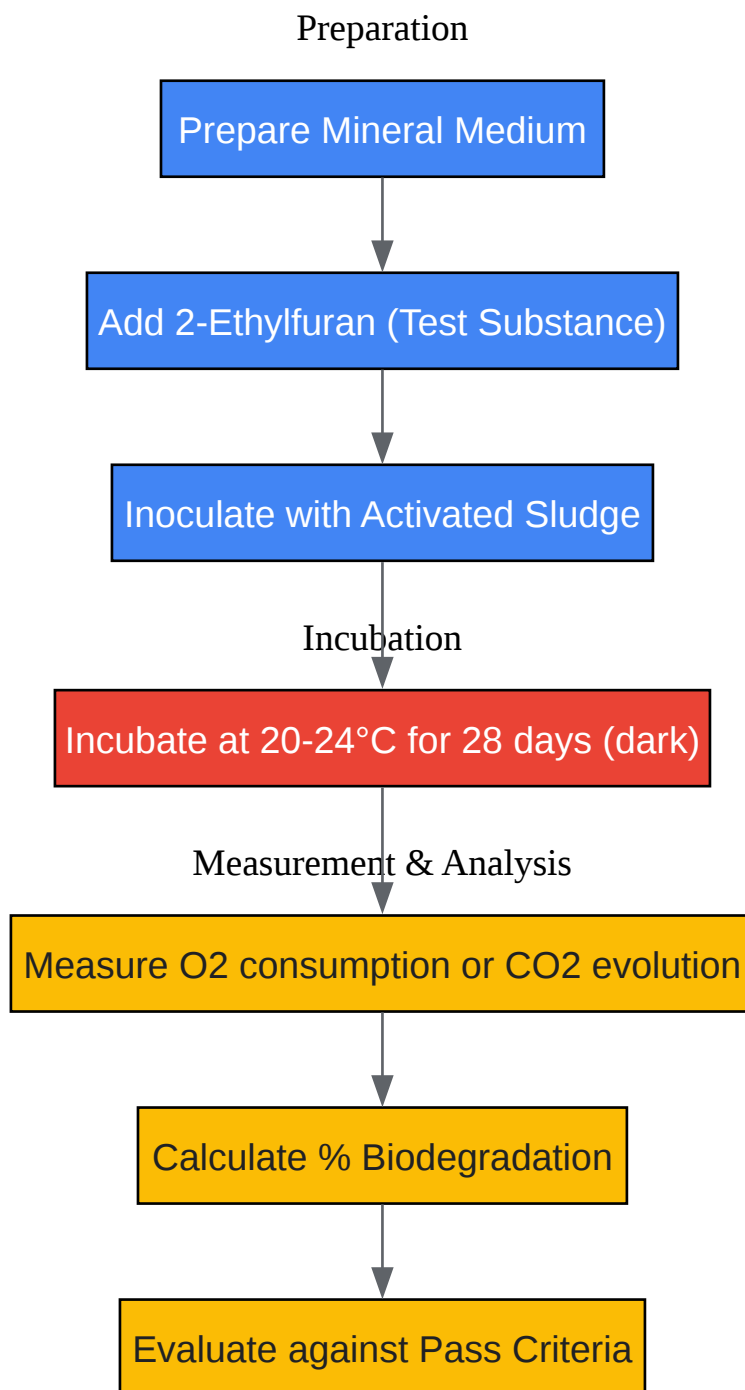 Preparation
Prepare Mineral Medium
Add 2-Ethylfuran (Test Substance)
Inoculate with Activated Sludge
Incubation
Incubate at 20-24°C for 28 days (dark)
Measurement & Analysis
Measure O2 consumption or CO2 evolution
Calculate % Biodegradation
Evaluate against Pass Criteria